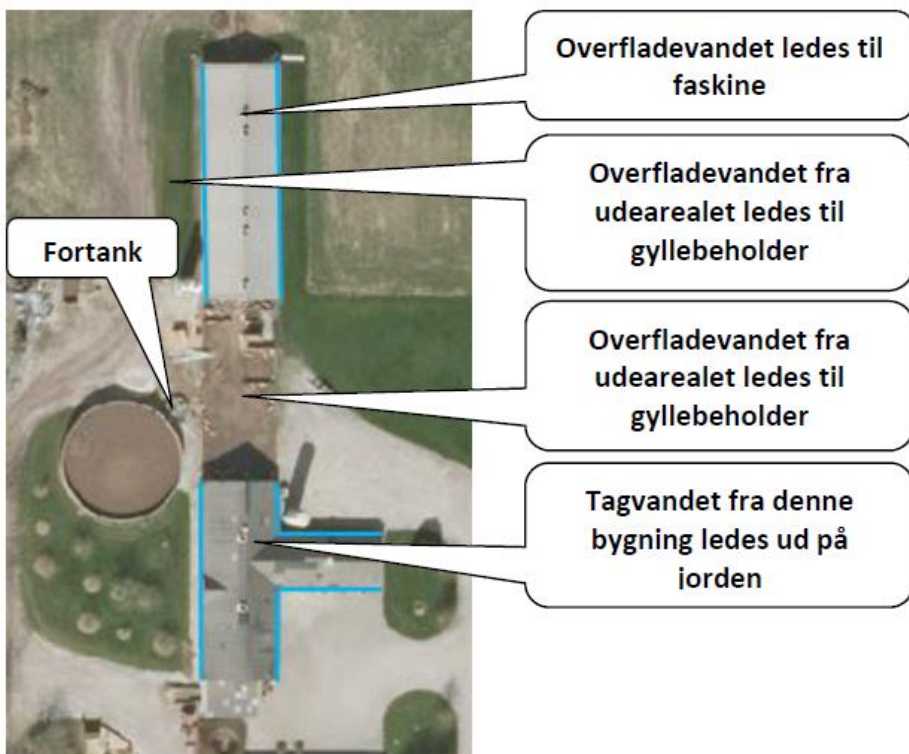 Overfladevandet ledes til
faskine
Overfladevandet fra
udearealet ledes til
gyllebeholder
Fortank
Overfladevandet fra
udearealet ledes til
gyllebeholder
Tagvandet fra denne
bygning ledes ud på
jorden